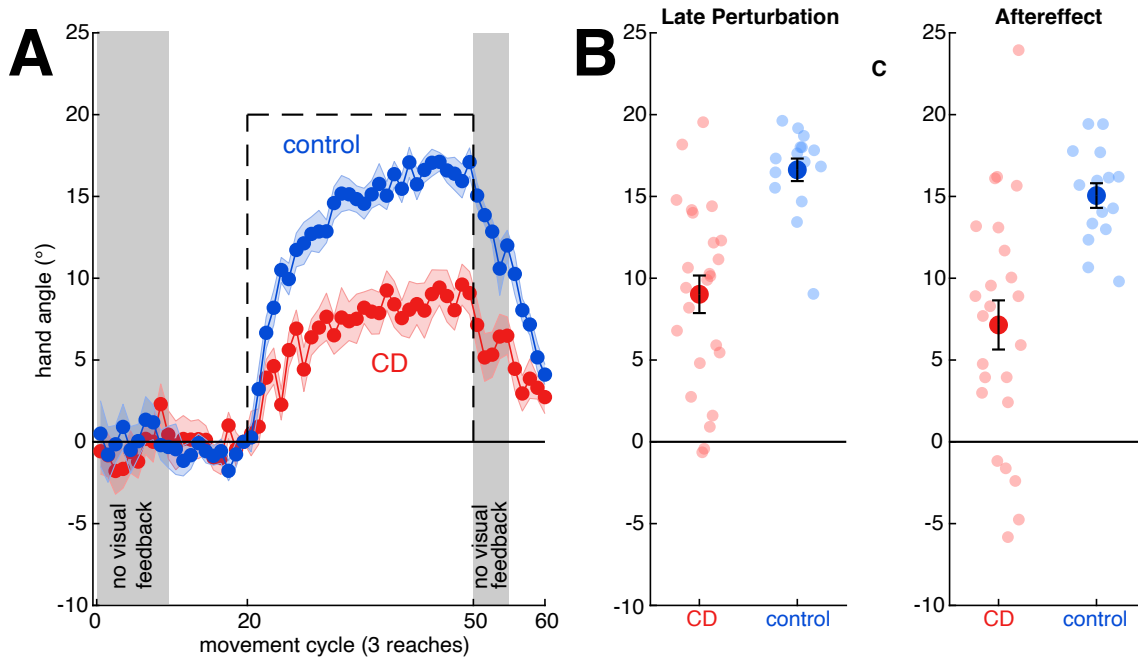 A
25
20
15
10
5
0
-5
-10
hand angle (°)
control
CD
no visual
feedback
no visual
feedback
0
20
50
60
movement cycle (3 reaches)
B
Late Perturbation
25
20
15
10
5
0
-5
-10
CD
control
C
Aftereffect
25
20
15
10
5
0
-5
-10
CD
control